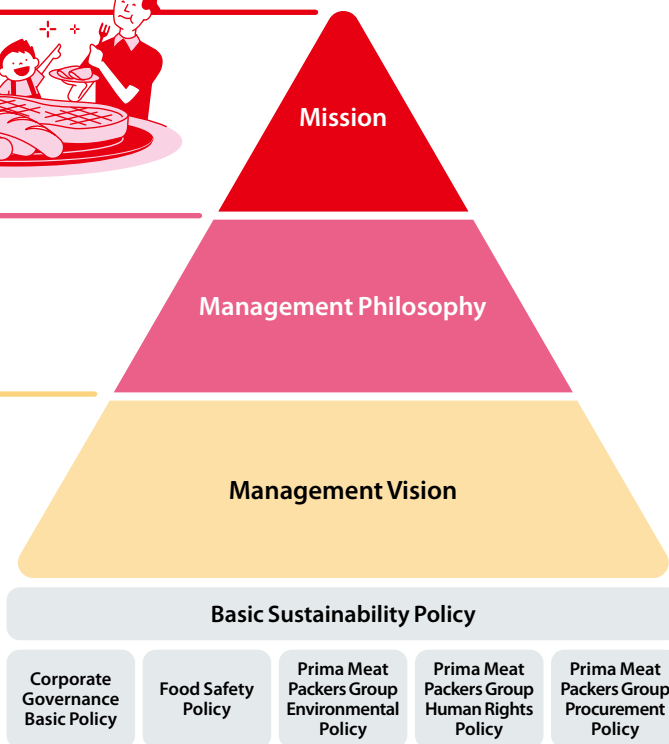 Mission
Management Philosophy
Management Vision
Basic Sustainability Policy
Corporate
Governance
Basic Policy
Food Safety
Policy
Prima Meat
Packers Group
Environmental
Policy
Prima Meat
Packers Group
Human Rights
Policy
Prima Meat
Packers Group
Procurement
Policy